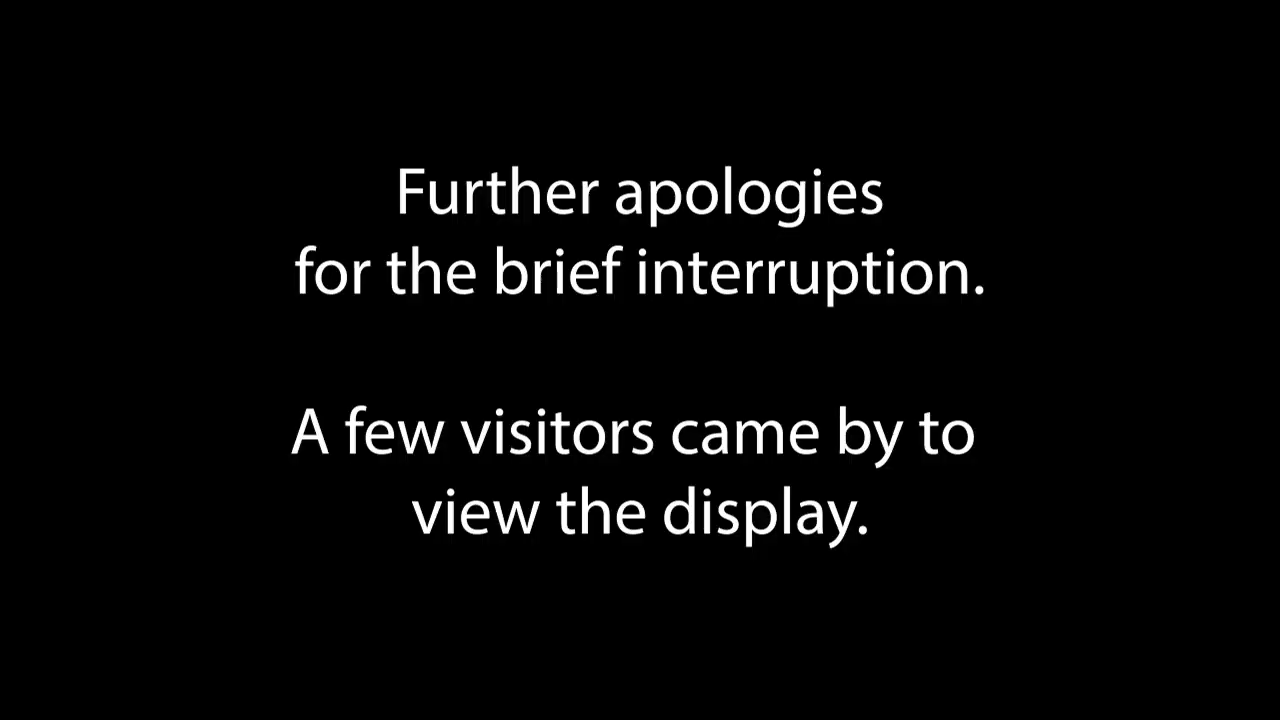 Further apologies
for the brief interruption.
A few visitors came by to
view the display.